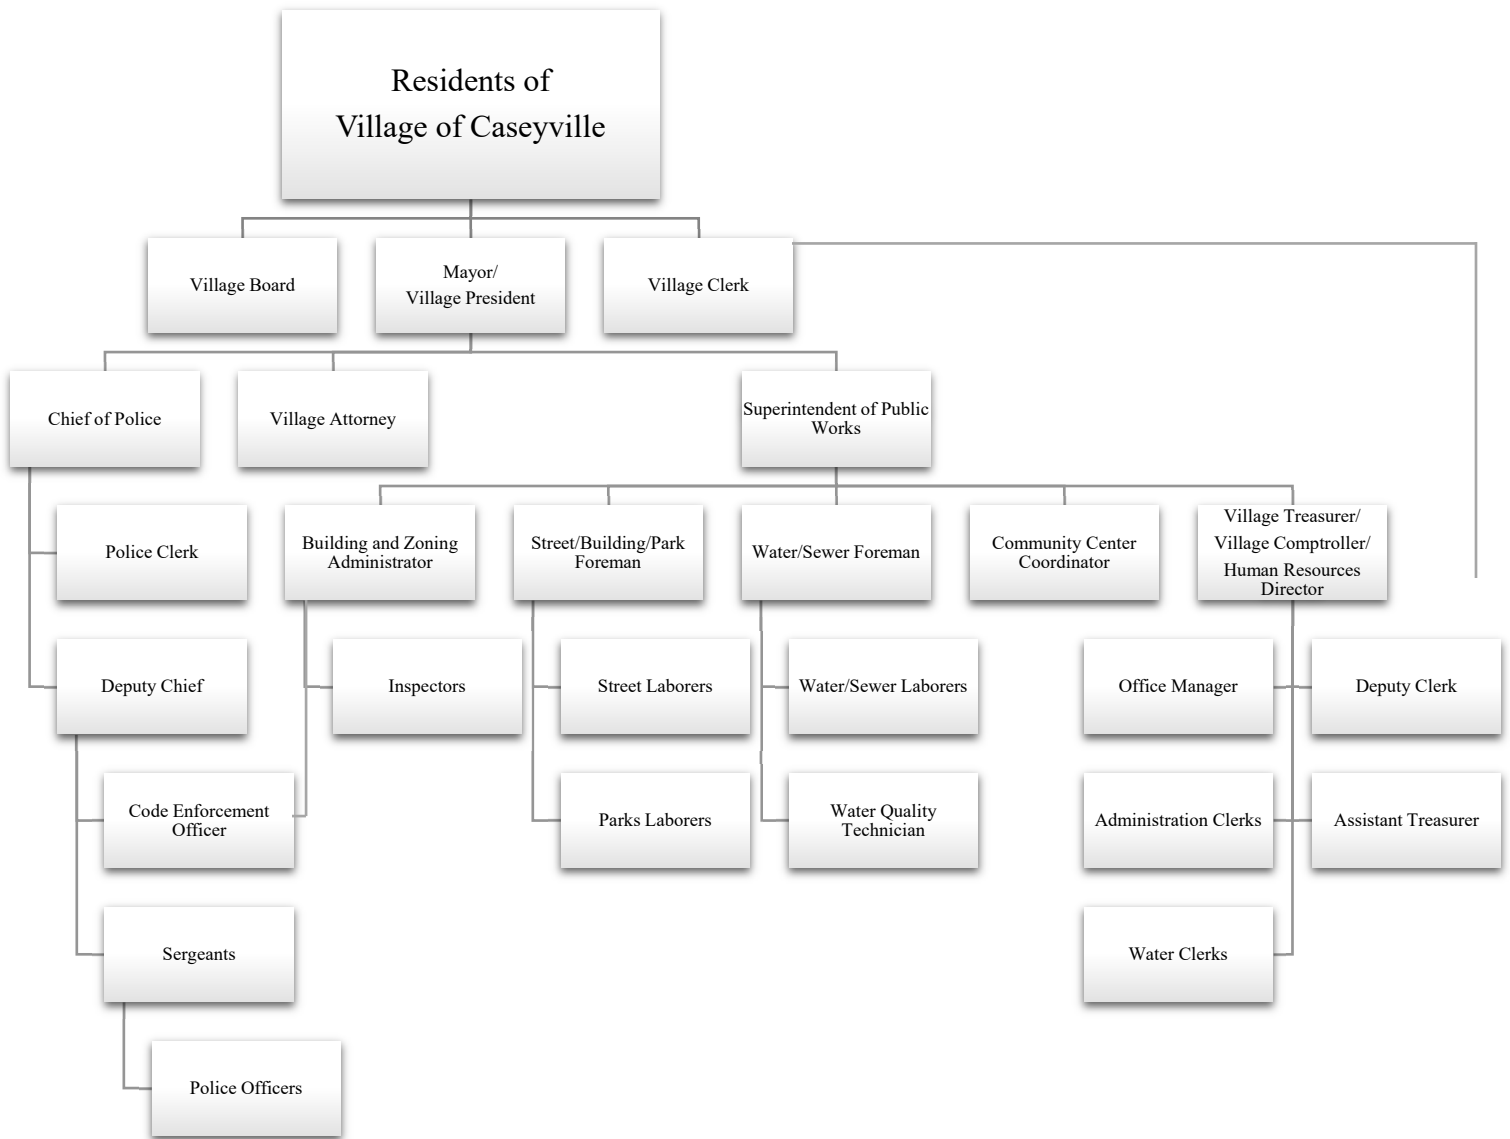 Residents of
Village of Caseyville
Village Board
Mayor/
Village President
Village Clerk
Chief of Police
Village Attorney
Superintendent of Public
Works
Police Clerk
Building and Zoning
Administrator
Street/Building/Park
Foreman
Water/Sewer Foreman
Community Center
Coordinator
Village Treasurer/
Village Comptroller/
Human Resources
Director
Deputy Chief
Inspectors
Street Laborers
Water/Sewer Laborers
Office Manager
Deputy Clerk
Code Enforcement
Officer
Parks Laborers
Water Quality
Technician
Administration Clerks
Assistant Treasurer
Sergeants
Water Clerks
Police Officers